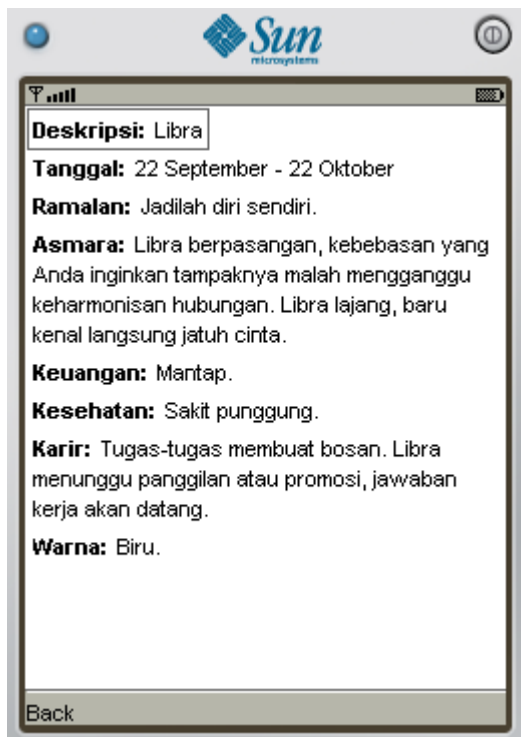 Sun
microsystems
Deskripsi: Libra
Tanggal: 22 September - 22 Oktober
Ramalan: Jadilah diri sendiri.
Asmara: Libra berpasangan, kebebasan yang
Anda inginkan tampaknya malah mengganggu
keharmonisan hubungan. Libra lajang, baru
kenal langsung jatuh cinta.
Keuangan: Mantap.
Kesehatan: Sakit punggung.
Karir: Tugas-tugas membuat bosan. Libra
menunggu panggilan atau promosi, jawaban
kerja akan datang.
Warna: Biru.
Back